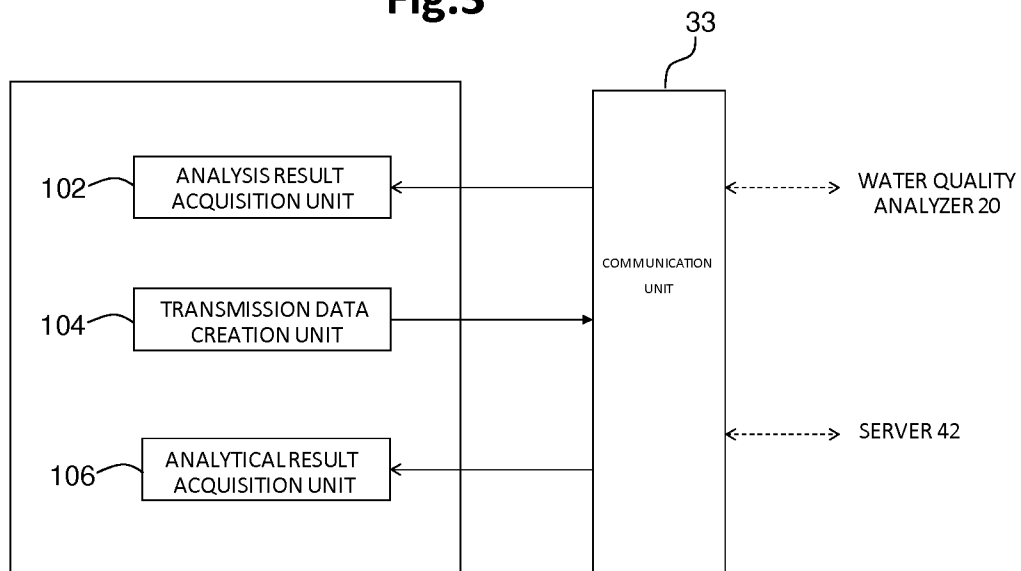 Fig.3
33
102
ANALYSIS RESULT
ACQUISITION UNIT
WATER QUALITY
ANALYZER 20
COMMUNICATION
UNIT
104
TRANSMISSION DATA
CREATION UNIT
SERVER 42
106
ANALYTICAL RESULT
ACQUISITION UNIT